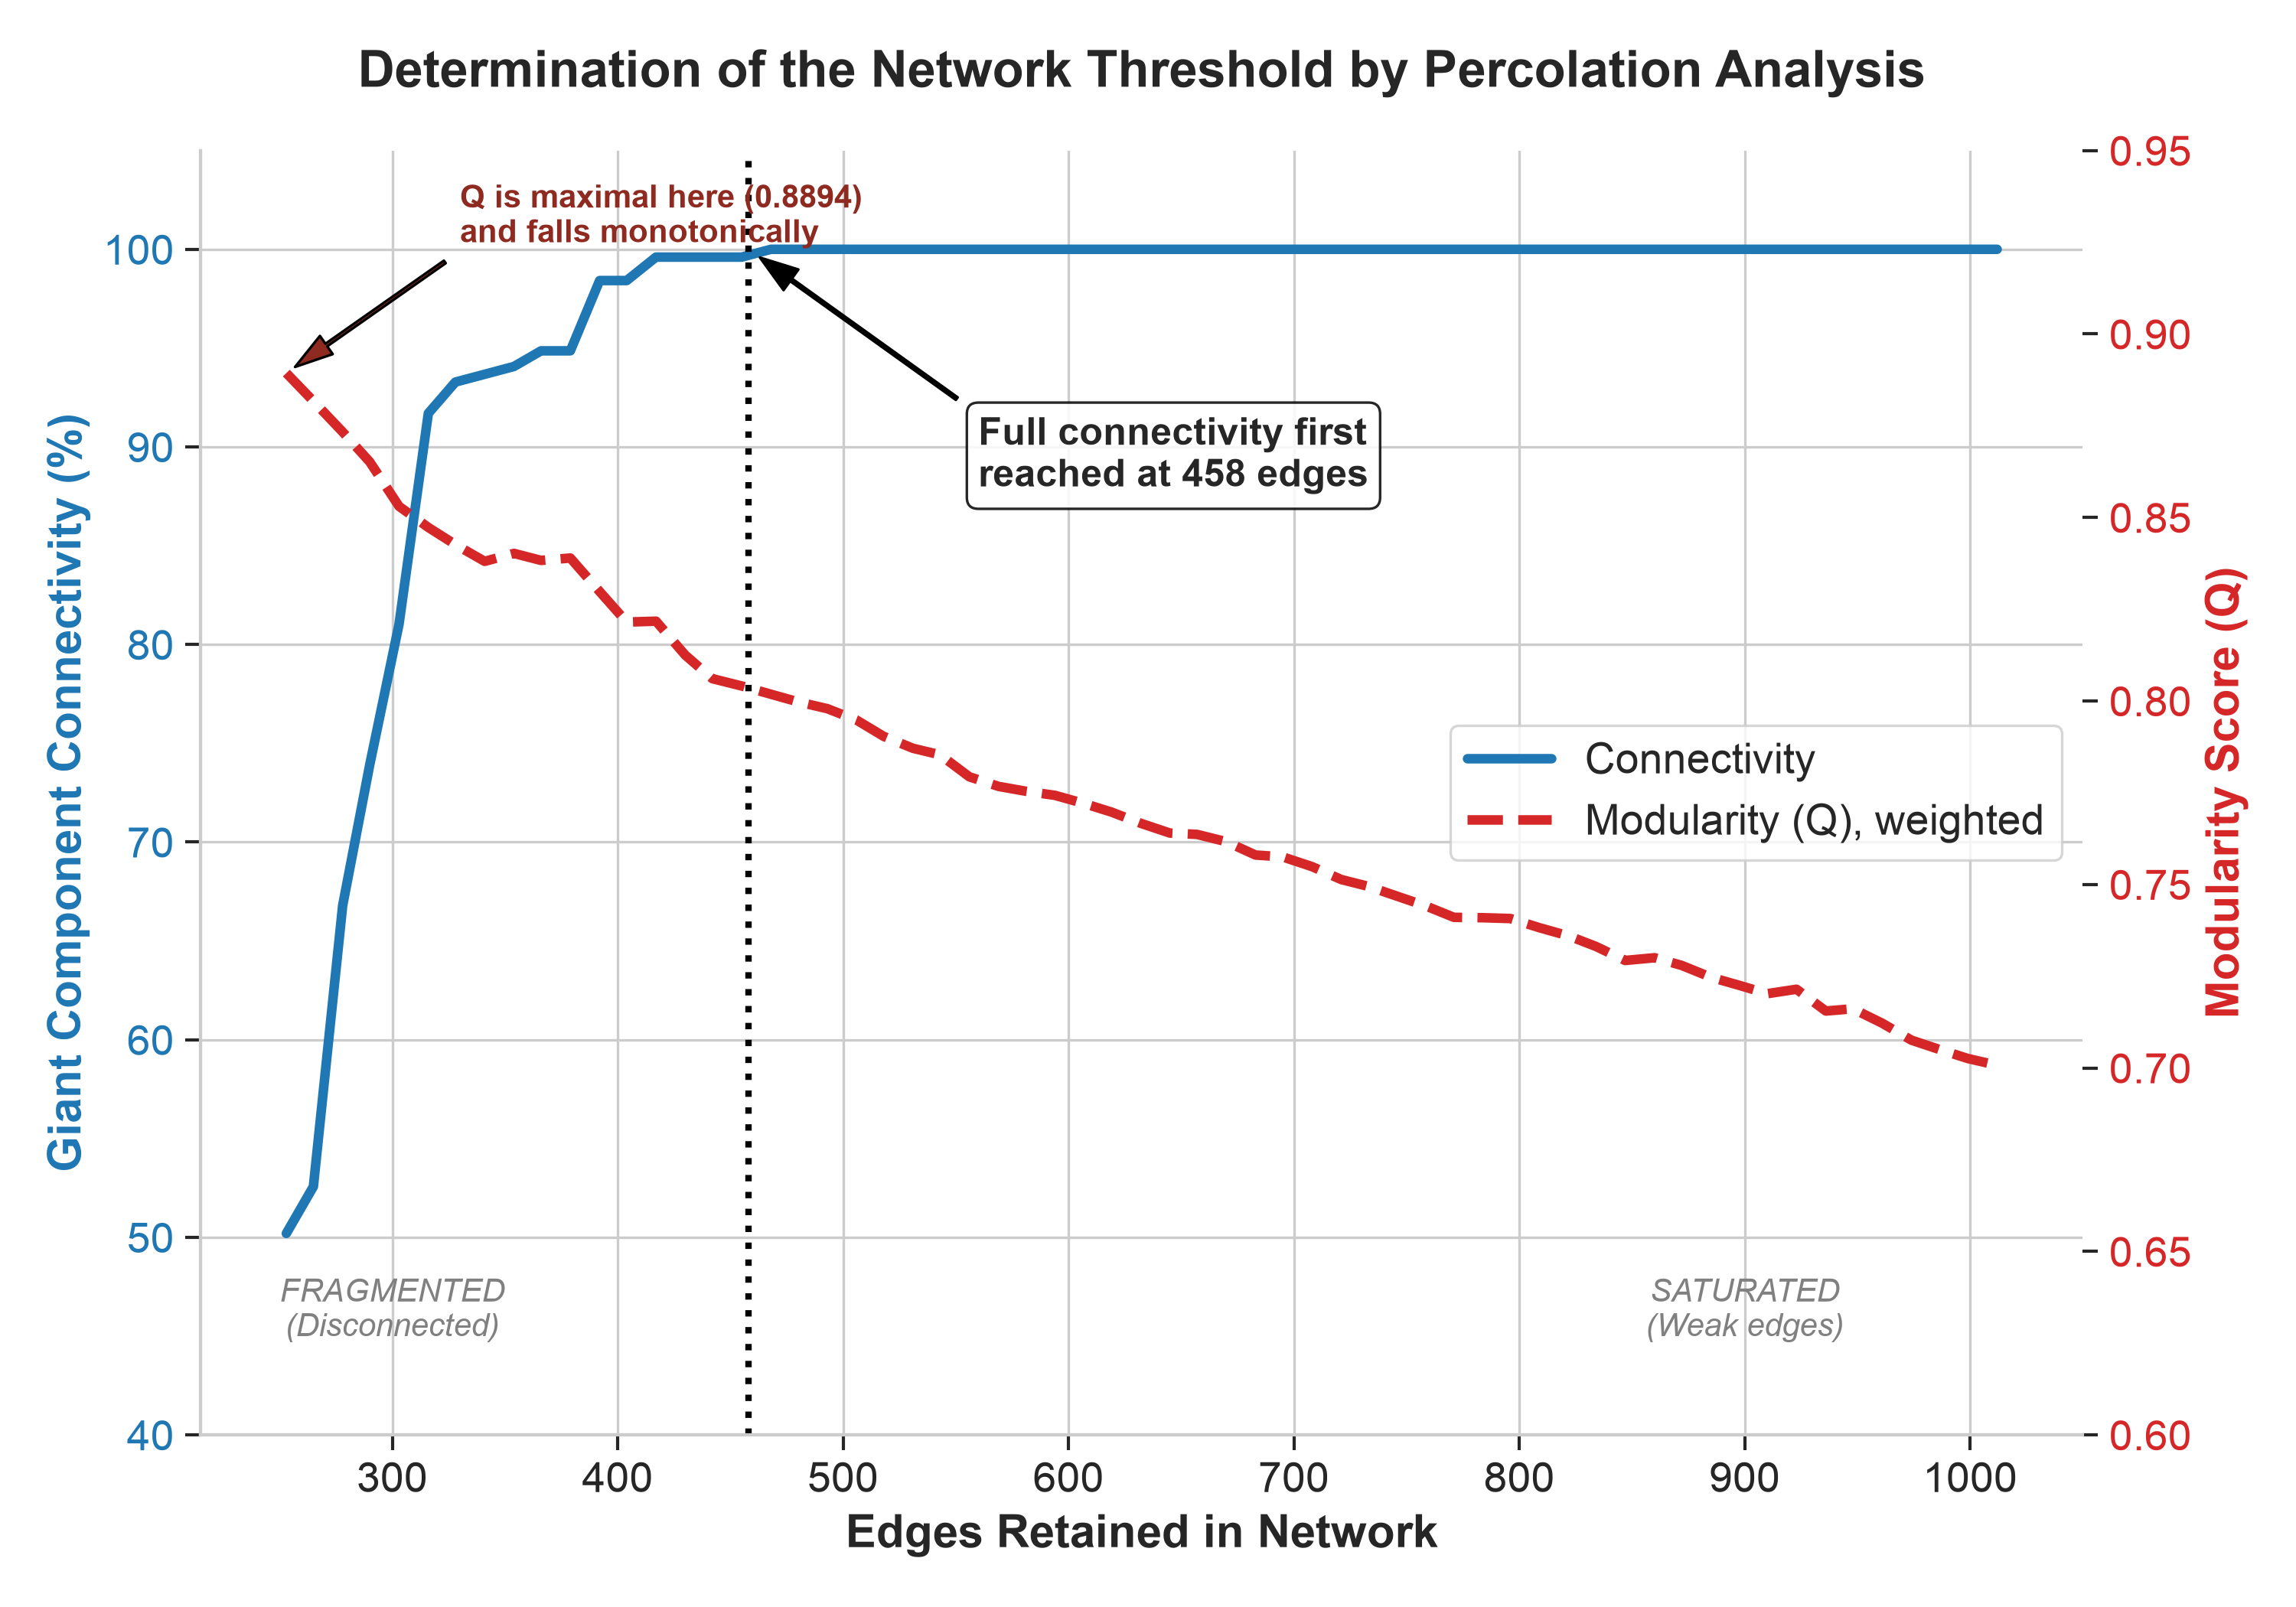 Determination of the Network Threshold by Percolation Analysis
Q is maximal here (0.8894)
and falls monotonically
Full connectivity first
reached at 458 edges
Connectivity
Modularity (Q), weighted
FRAGMENTED
(Disconnected)
SATURATED
(Weak edges)
Giant Component Connectivity (%)
100
90
80
70
60
50
40
Modularity Score (Q)
0.95
0.90
0.85
0.80
0.75
0.70
0.65
0.60
300 400 500 600 700 800 900 1000
Edges Retained in Network